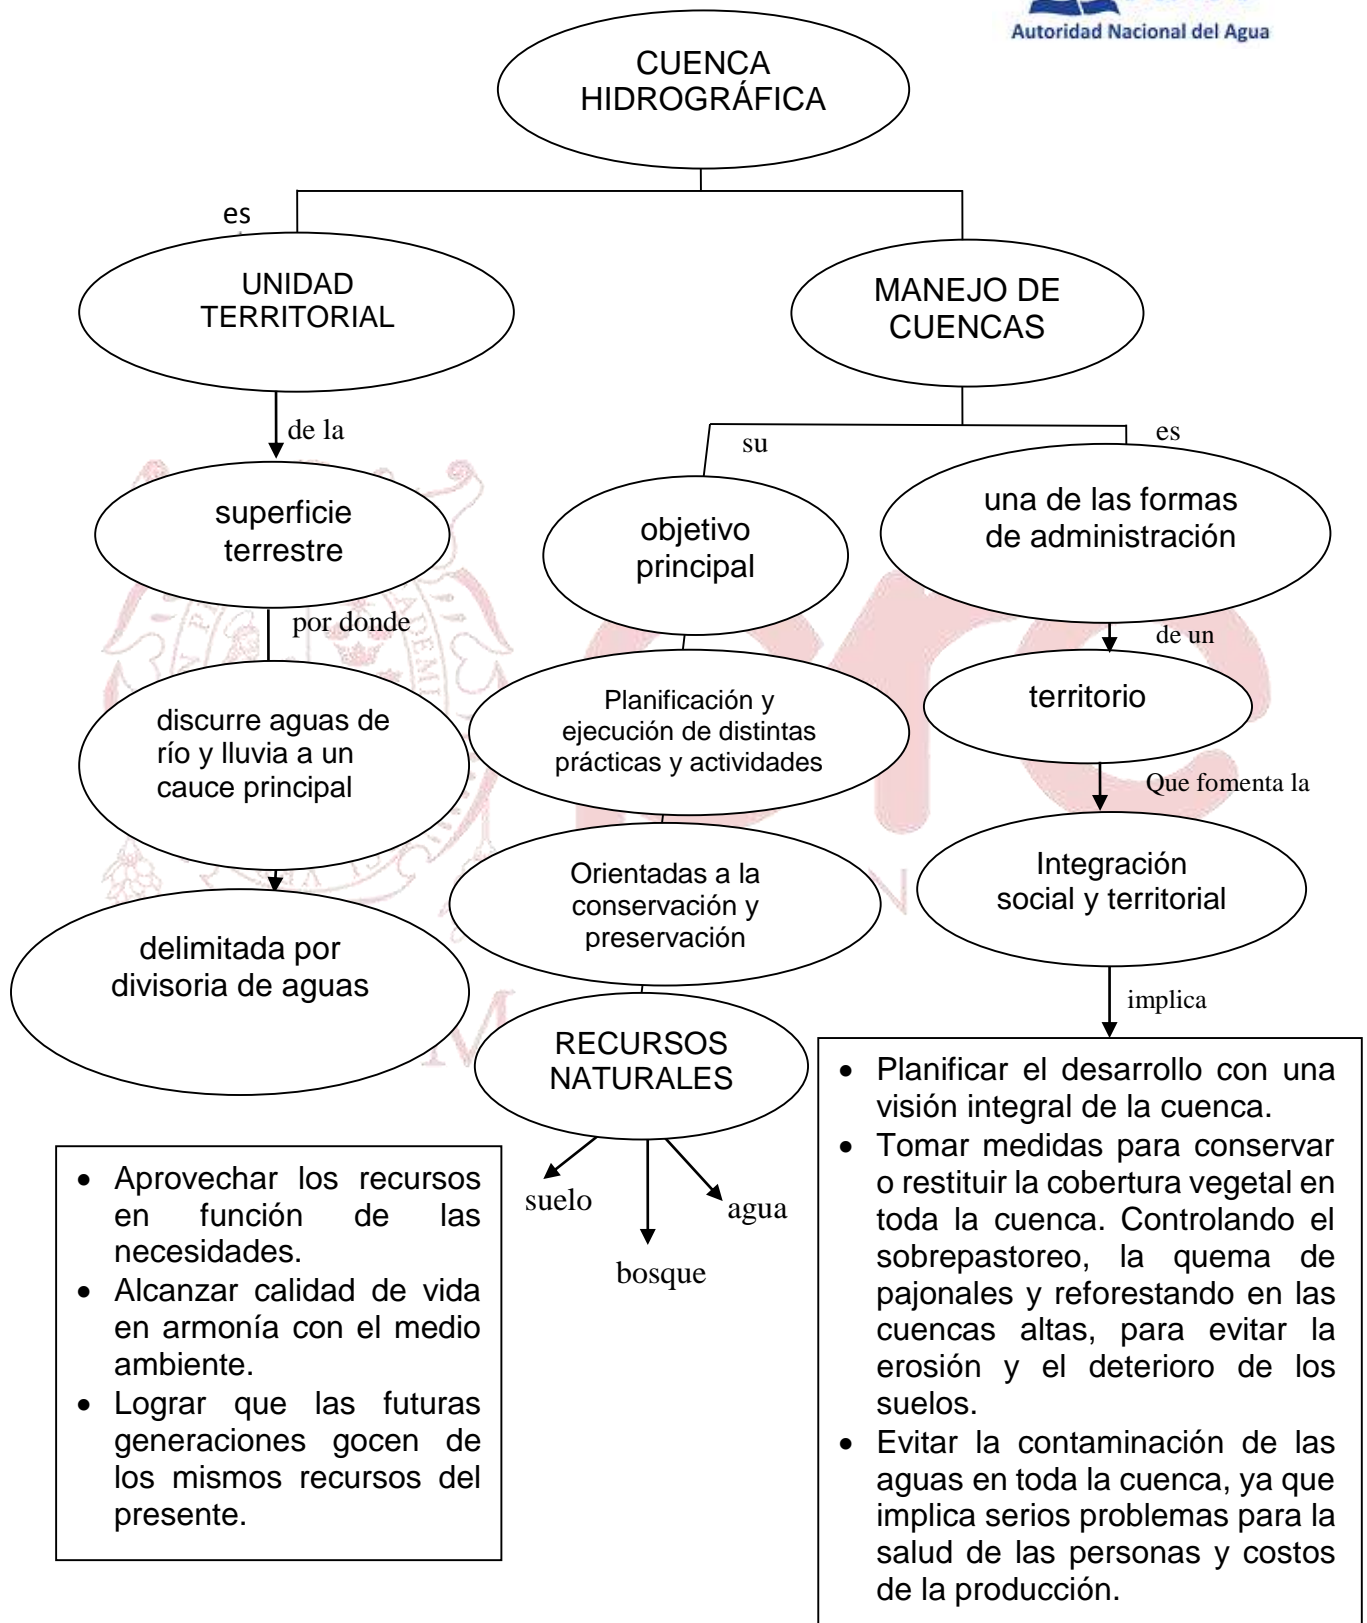 Autoridad Nacional del Agua
CUENCA
HIDROGRÁFICA
es
UNIDAD
TERRITORIAL
de la
superficie
terrestre
por donde
discurre aguas de
río y lluvia a un
cauce principal
delimitada por
divisoria de aguas
MANEJO DE
CUENCAS
su
objetivo
principal
Planificación y
ejecución de distintas
prácticas y actividades
Orientadas a la
conservación y
preservación
RECURSOS
NATURALES
suelo
bosque
agua
es
una de las formas
de administración
de un
territorio
Que fomenta la
Integración
social y territorial
implica
• Planificar el desarrollo con una
visión integral de la cuenca.
• Tomar medidas para conservar
o restituir la cobertura vegetal en
toda la cuenca. Controlando el
sobrepastoreo, la quema de
pajonales y reforestando en las
cuencas altas, para evitar la
erosión y el deterioro de los
suelos.
• Evitar la contaminación de las
aguas en toda la cuenca, ya que
implica serios problemas para la
salud de las personas y costos
de la producción.
• Aprovechar los recursos
en función de las
necesidades.
• Alcanzar calidad de vida
en armonía con el medio
ambiente.
• Lograr que las futuras
generaciones gocen de
los mismos recursos del
presente.